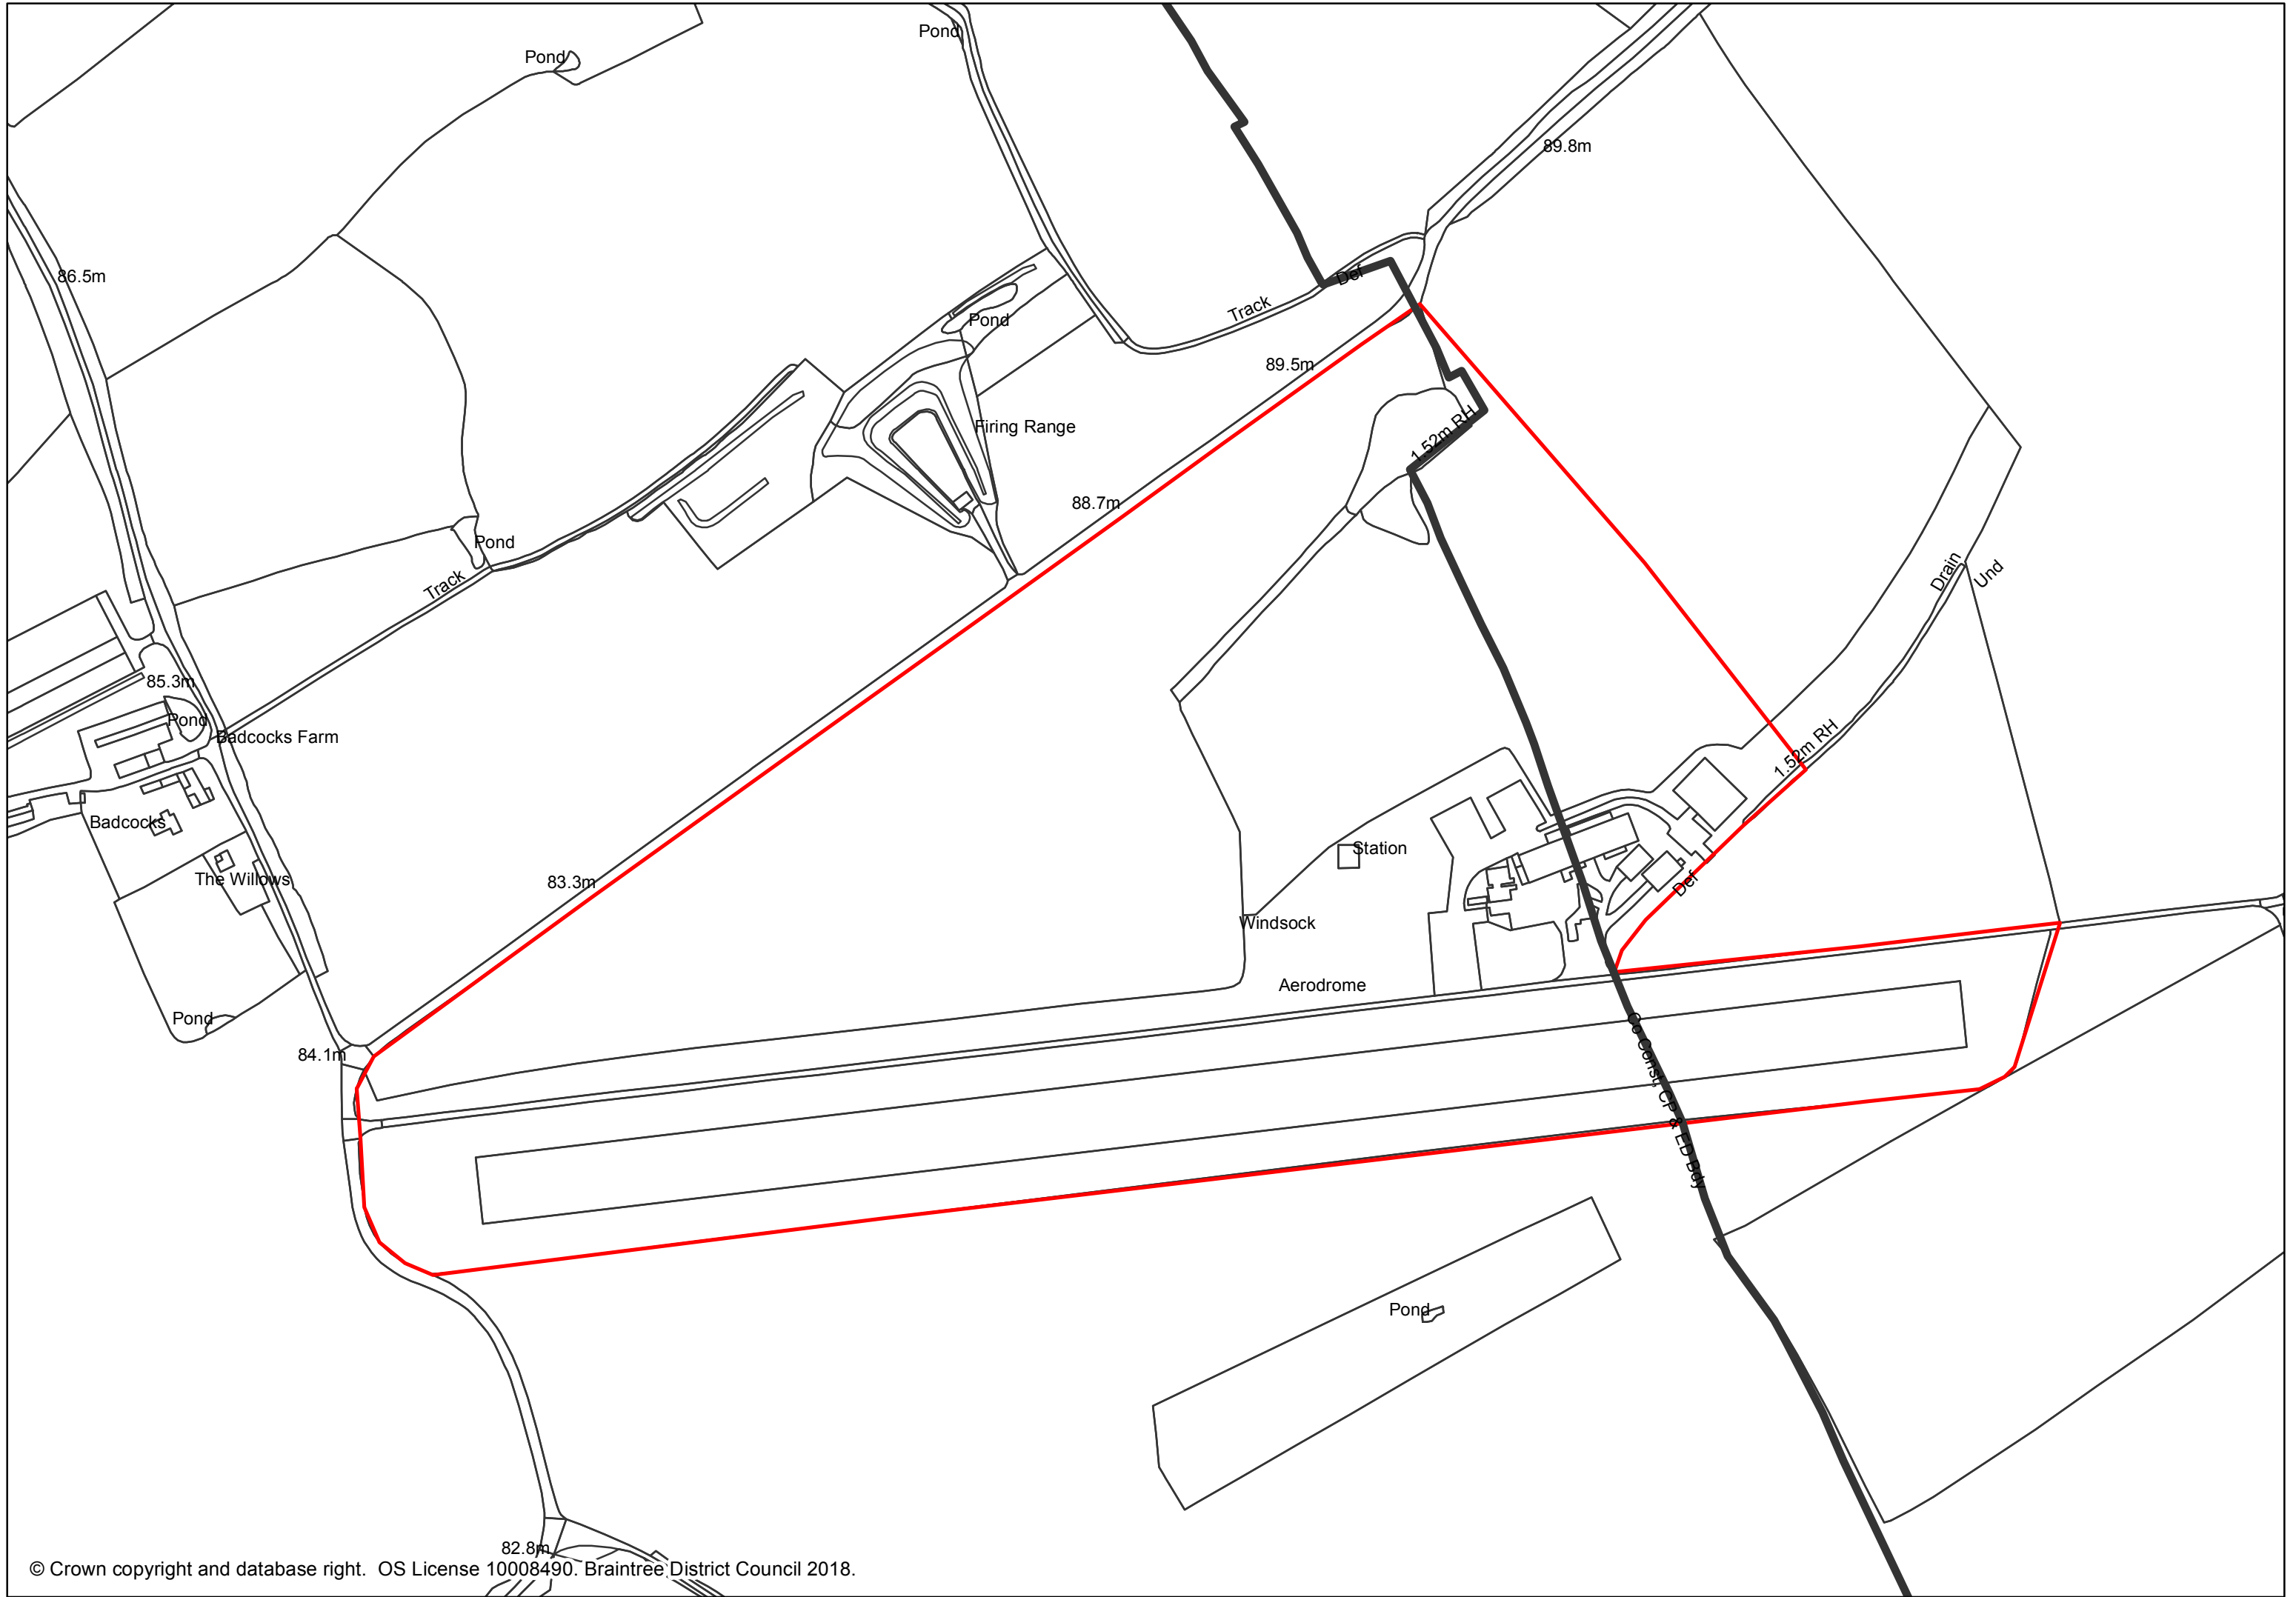 Pond
Pond
89.8m
86.5m
Def
Track
Pond
89.5m
1.52m RH
Firing Range
88.7m
Pond
Track
Drain
Und
85.3m
Pond
Badcocks Farm
1.52m RH
Badcocks
Station
The Willows
83.3m
Def
Windsock
Aerodrome
Pond
84.1m
Co Const, CP & ED Bdy
Pond
82.8m
© Crown copyright and database right. OS License 10008490. Braintree District Council 2018.